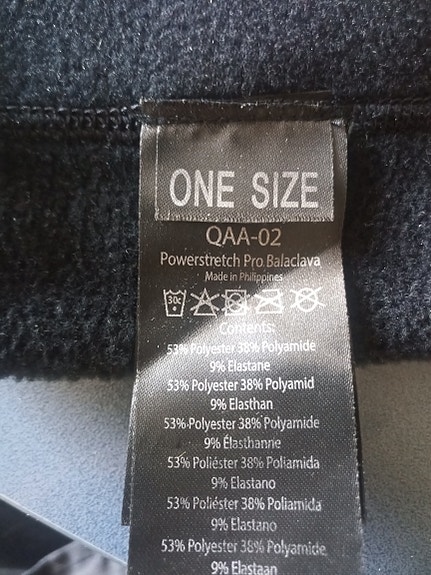 ONE SIZE
QAA-02
Powerstretch Pro Balaclava
Made in Philippines
30c
Contents:
53% Polyester 38% Polyamide
9% Elastane
53% Polyester 38% Polyamid
9% Elasthan
53% Polyester 38% Polyamide
9% Élasthanne
53% Poliéster 38% Poliamida
9% Elastano
53% Poliéster 38% Poliamida
9% Elastano
53% Polyester 38% Polyamide
9% Elastaan